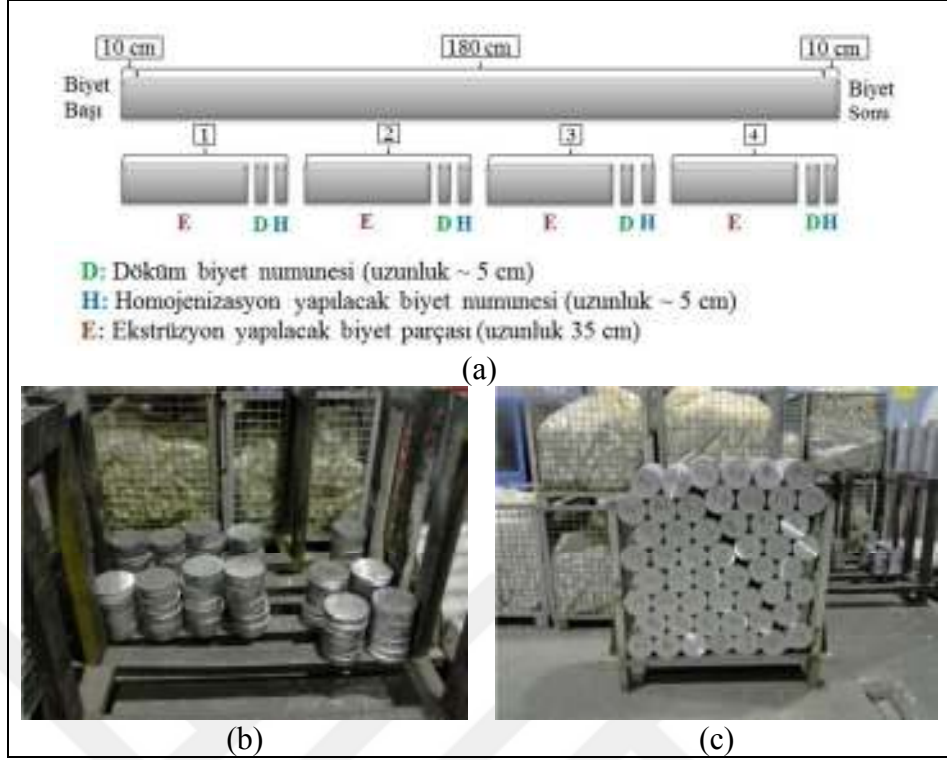 10 cm 180 cm 10 cm
Biyet Başı
Biyet Sonu
1 2 3 4
E D H E D H E D H E D H
D: Döküm biyet numunesi (uzunluk ~ 5 cm)
H: Homojenizasyon yapılacak biyet numunesi (uzunluk ~ 5 cm)
E: Ekstrüzyon yapılacak biyet parçası (uzunluk 35 cm)
(a)
(b) (c)